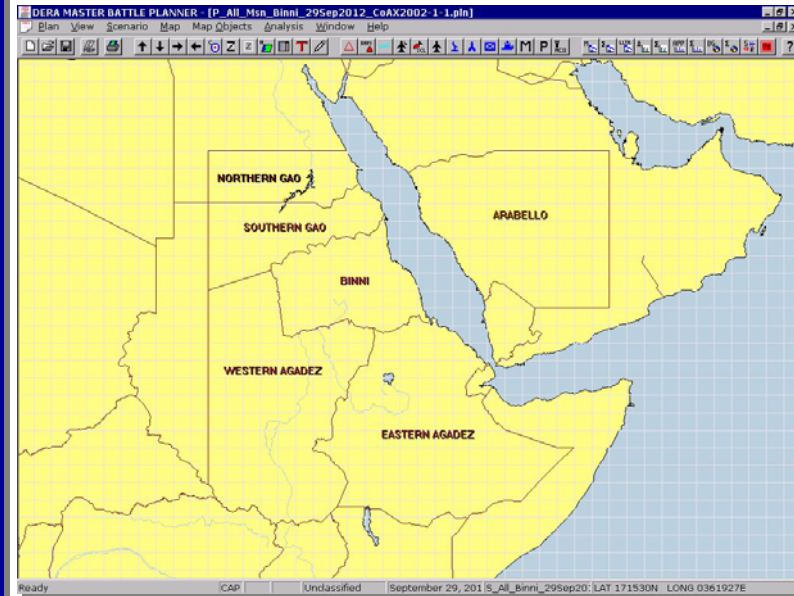 DERA MASTER BATTLE PLANNER - [P_All_Msn_Binni_29Sep2012_CoAX2002-1-1.pln]
Plan View Scenario Map Map Objects Analysis Window Help
Z Z T M P ?
NORTHERN GAO
SOUTHERN GAO
ARABELLO
BINNI
WESTERN AGADEZ
EASTERN AGADEZ
Ready CAP Unclassified September 29, 201 S_All_Binni_29Sep20: LAT 171530N LONG 0361927E